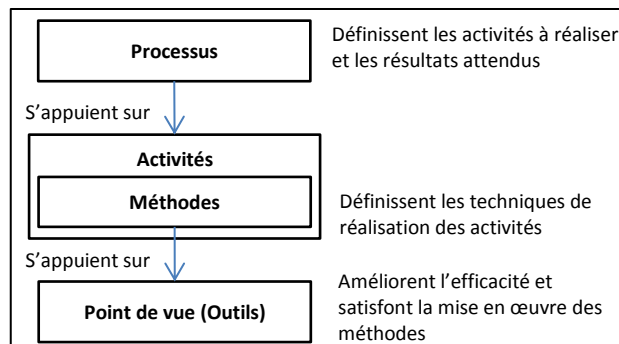 Processus
Définissent les activités à réaliser
et les résultats attendus
S’appuient sur
Activités
Méthodes
Définissent les techniques de
réalisation des activités
S’appuient sur
Point de vue (Outils)
Améliorent l’efficacité et
satisfont la mise en œuvre des
méthodes